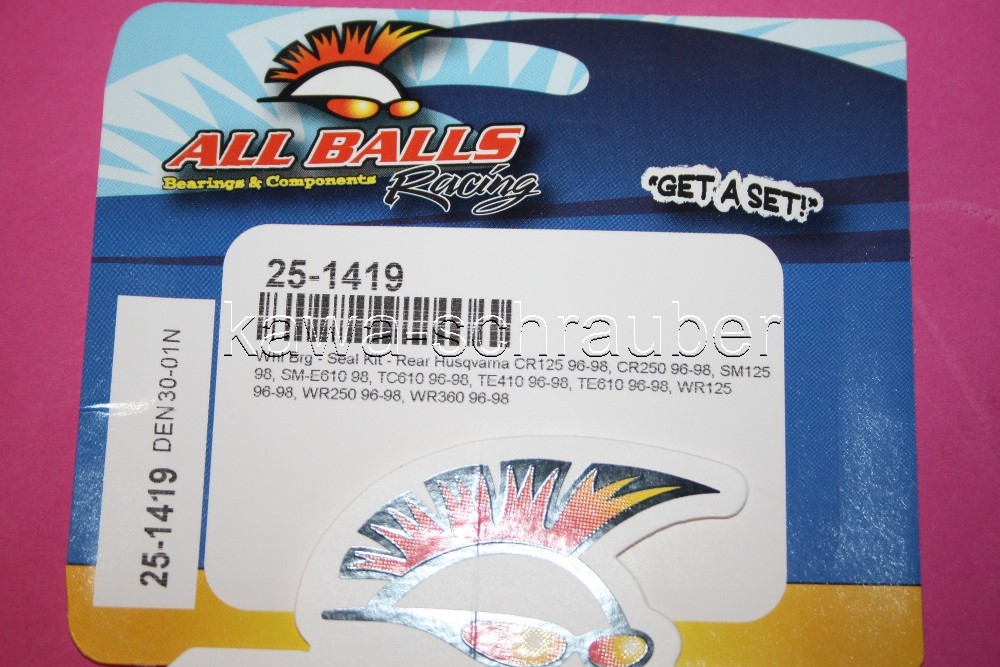 ALL BALLS
Bearings & Components
Racing
"GET A SET!"
25-1419
kawa-schrauber
Whl Brg - Seal Kit - Rear Husqvarna CR125 96-98, CR250 96-98, SM125
98, SM-E610 98, TC610 96-98, TE410 96-98, TE610 96-98, WR125
96-98, WR250 96-98, WR360 96-98
25-1419 DEN30-01N